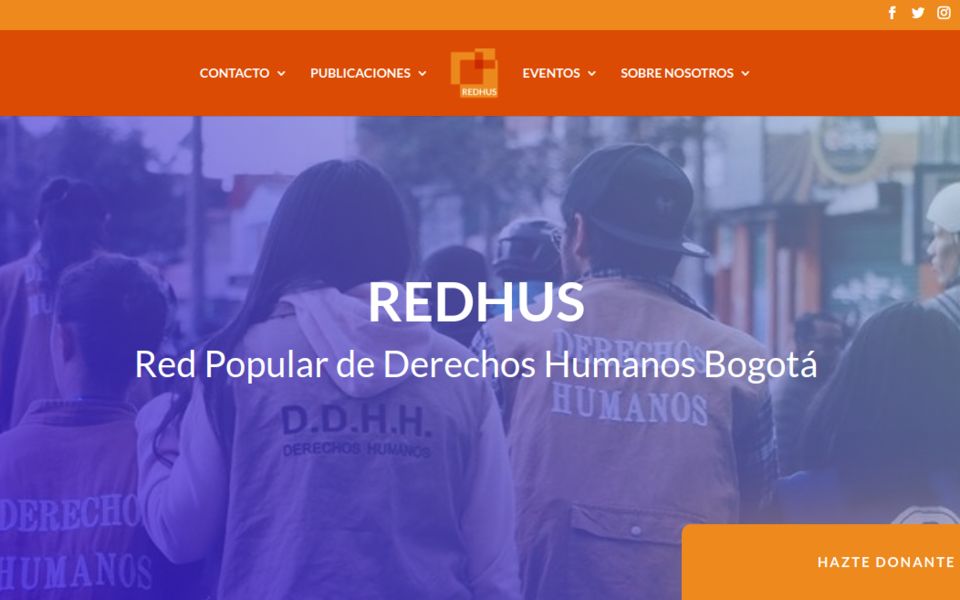 CONTACTO
PUBLICACIONES
REDHUS
EVENTOS
SOBRE NOSOTROS
REDHUS
Red Popular de Derechos Humanos Bogotá
DERECHOS
HUMANOS
D.D.H.H.
DERECHOS HUMANOS
DERECHO
HUMANOS
HAZTE DONANTE